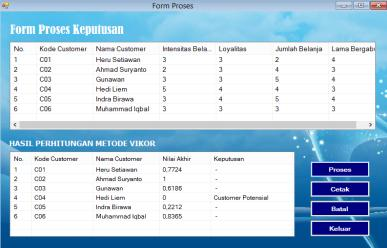 Form Proses
Form Proses Keputusan
No. Kode Customer Nama Customer Intensitas Bela... Loyalitas Jumlah Belanja Lama Bergabu
1 C01 Heru Setiawan 3 3 2 4
2 C02 Ahmad Suryanto 2 3 4 3
3 C03 Gunawan 3 5 4 4
4 C04 Hedi Liem 5 4 5 4
5 C05 Indra Birawa 3 5 4 4
6 C06 Muhammad Iqbal 3 3 3 3
HASIL PERHITUNGAN METODE VIKOR
No. Kode Customer Nama Customer Nilai Akhir Keputusan
1 C01 Heru Setiawan 0,7724 -
2 C02 Ahmad Suryanto 1 -
3 C03 Gunawan 0,6186 -
4 C04 Hedi Liem 0 Customer Potensial
5 C05 Indra Birawa 0,2212 -
6 C06 Muhammad Iqbal 0,8365 -
Proses
Cetak
Batal
Keluar